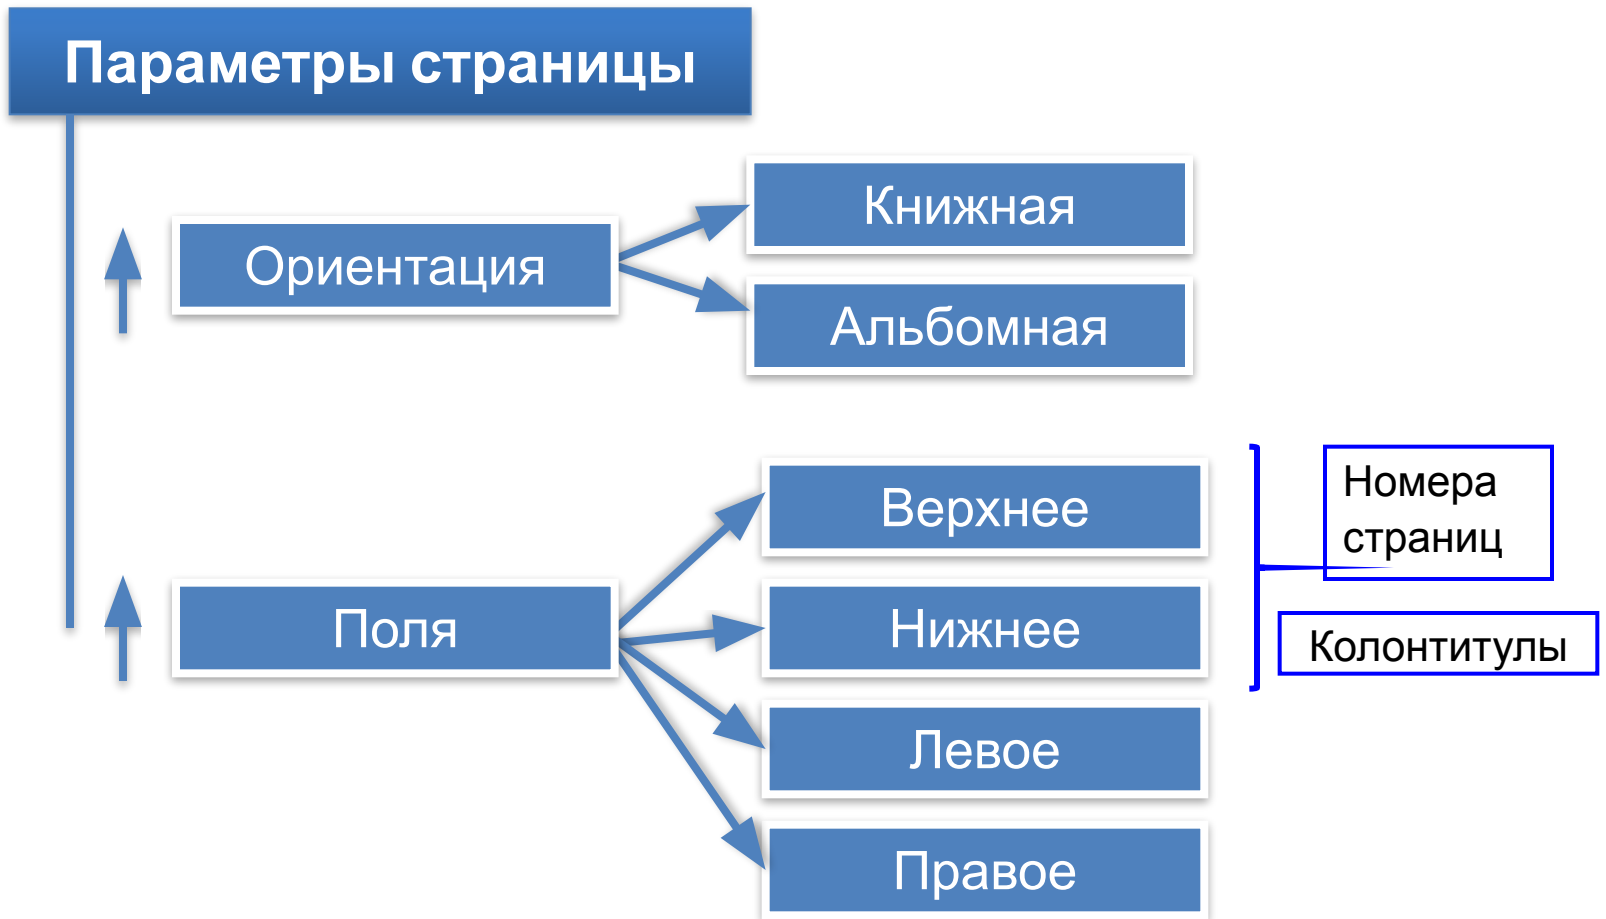 Параметры страницы
Ориентация
Книжная
Альбомная
Поля
Верхнее
Нижнее
Левое
Правое
Номера
страниц
Колонтитулы